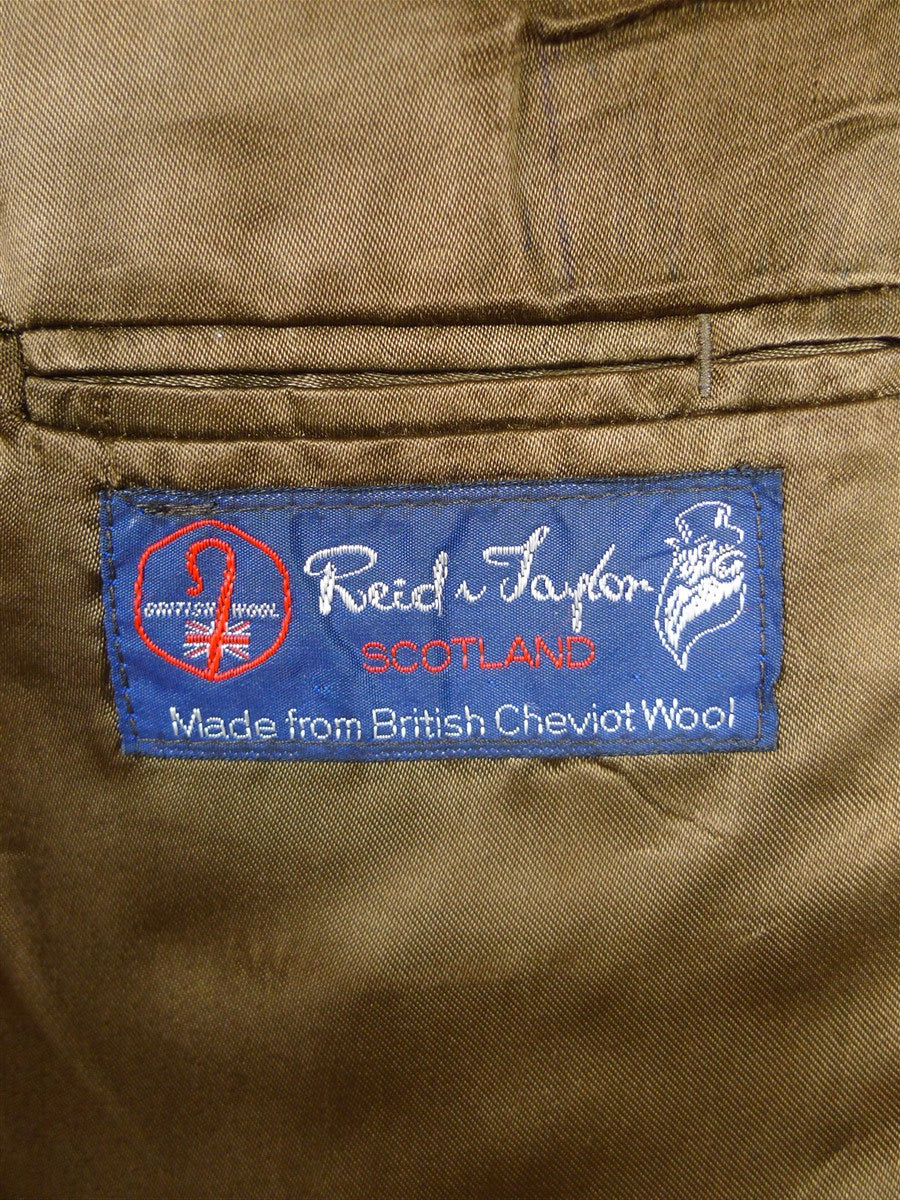 BRITISH WOOL
Reid & Taylor
SCOTLAND
Made from British Cheviot Wool